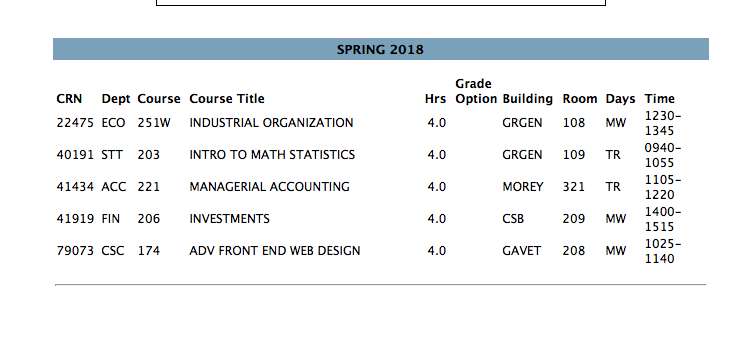 SPRING 2018
Grade
CRN Dept Course Course Title Hrs Option Building Room Days Time
22475 ECO 251W INDUSTRIAL ORGANIZATION 4.0 GRGEN 108 MW 1230-
1345
40191 STT 203 INTRO TO MATH STATISTICS 4.0 GRGEN 109 TR 0940-
1055
41434 ACC 221 MANAGERIAL ACCOUNTING 4.0 MOREY 321 TR 1105-
1220
41919 FIN 206 INVESTMENTS 4.0 CSB 209 MW 1400-
1515
79073 CSC 174 ADV FRONT END WEB DESIGN 4.0 GAVET 208 MW 1025-
1140